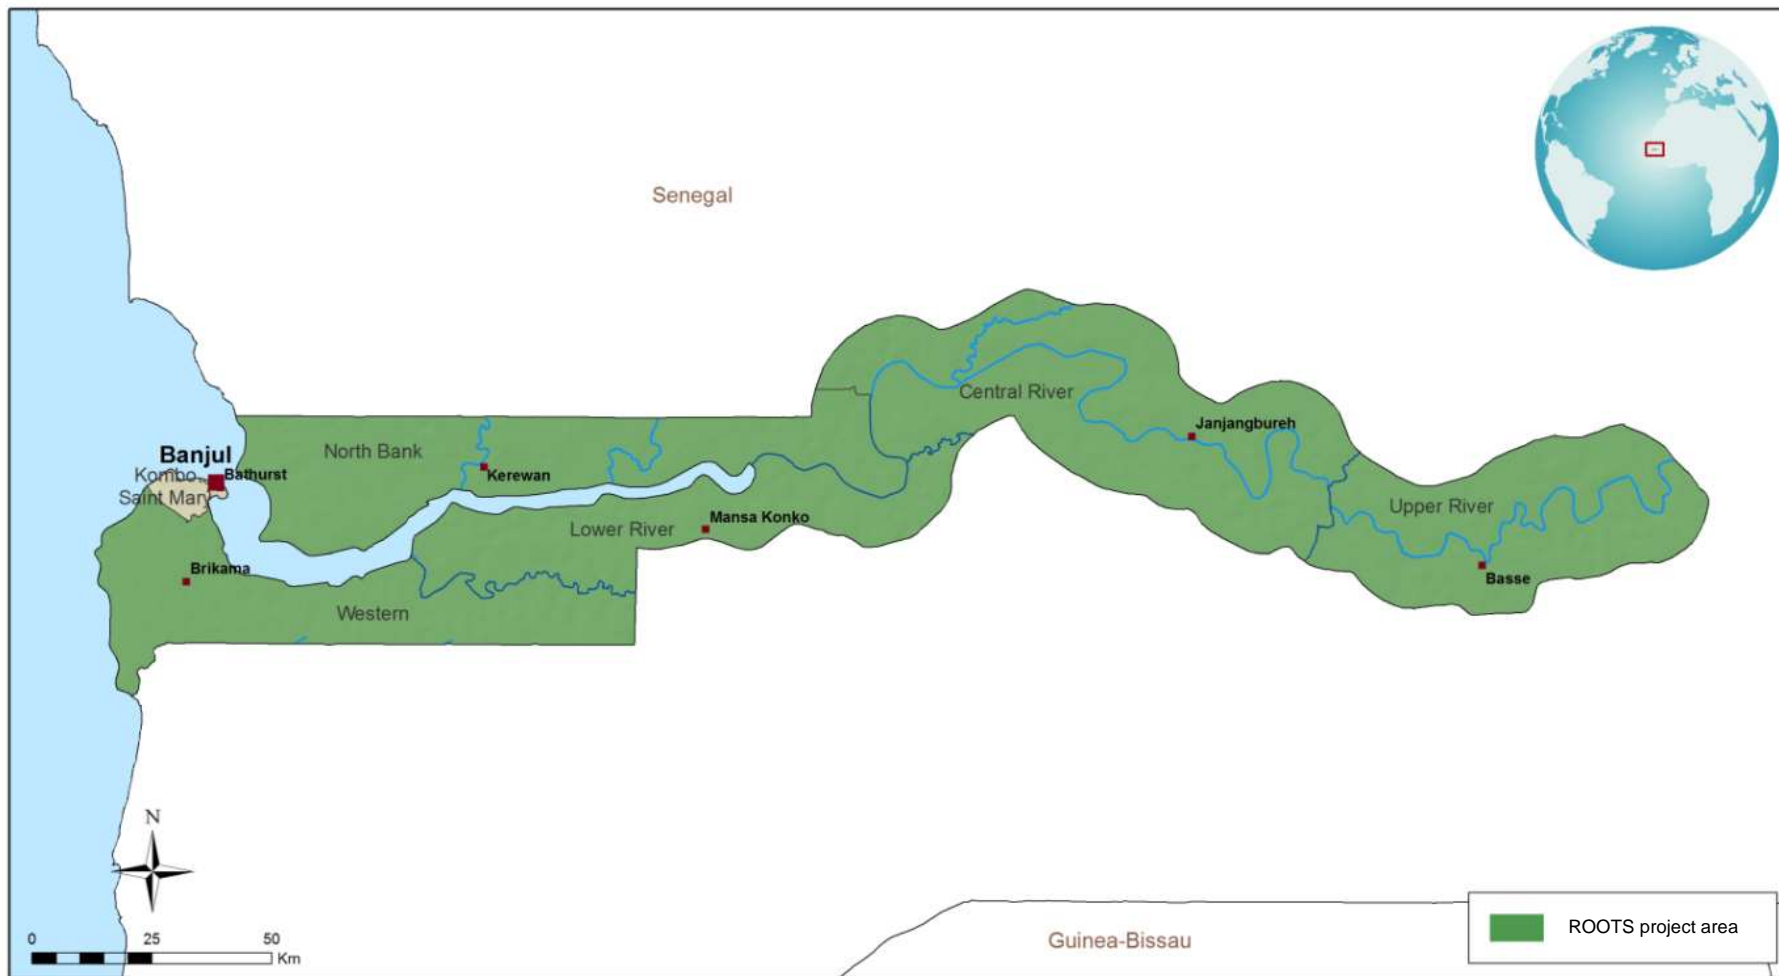 Senegal
Central River
Janjangbureh
North Bank
Banjul
Kombo
Saint Mary
Bathurst
Kerewan
Upper River
Mansa Konko
Lower River
Brikama
Basse
Western
N
0 25 50
Km
Guinea-Bissau
ROOTS project area